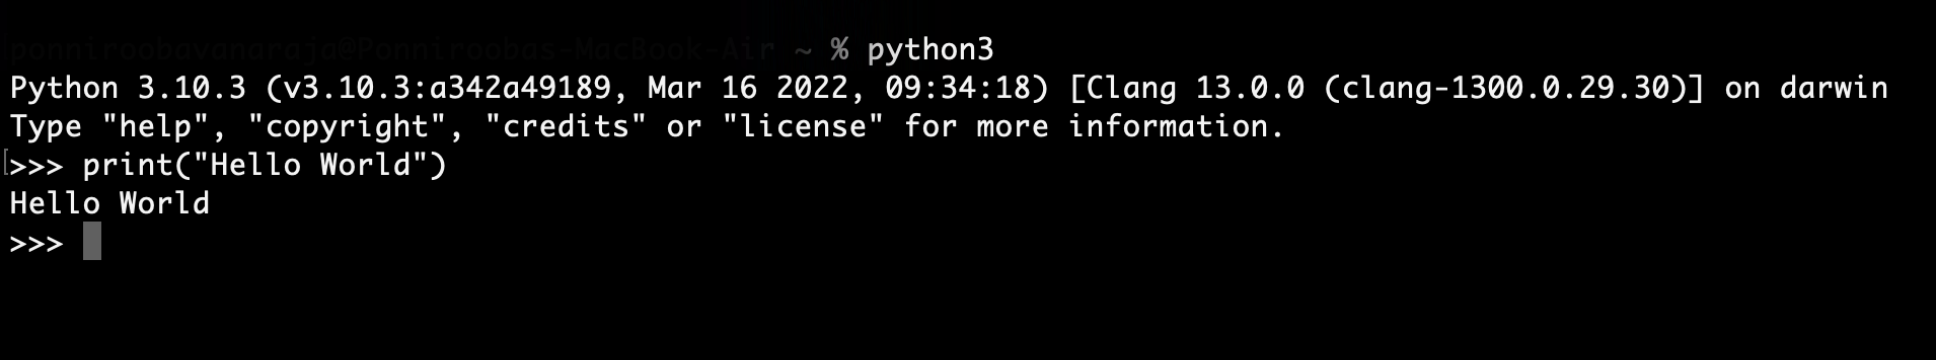 ponniroobavanaraja@Ponniroobas-MacBook-Air ~ % python3
Python 3.10.3 (v3.10.3:a342a49189, Mar 16 2022, 09:34:18) [Clang 13.0.0 (clang-1300.0.29.30)] on darwin
Type "help", "copyright", "credits" or "license" for more information.
>>> print("Hello World")
Hello World
>>>